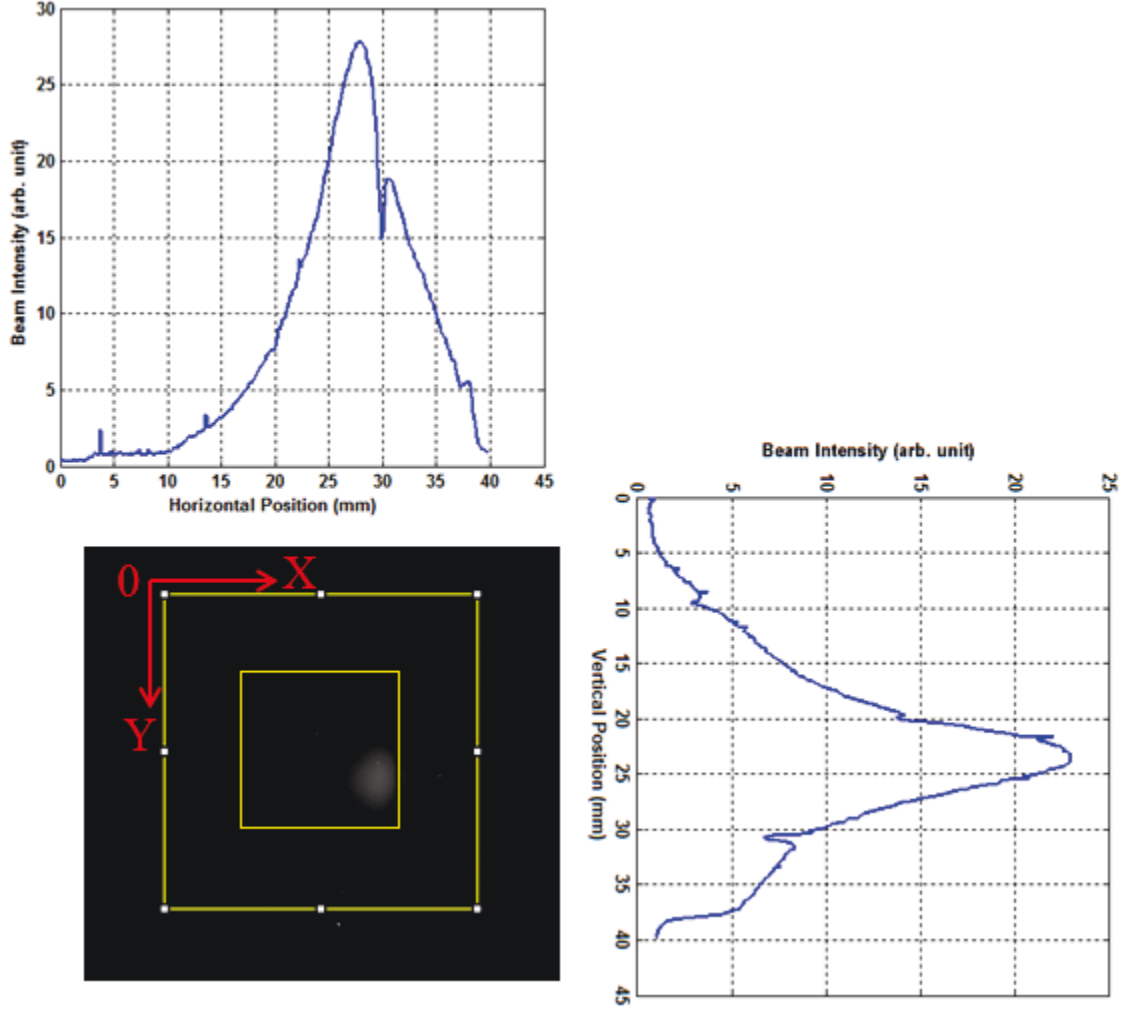 30
25
20
15
10
5
0
Beam Intensity (arb. unit)
0 5 10 15 20 25 30 35 40 45
Horizontal Position (mm)
Beam Intensity (arb. unit)
0 5 10 15 20 25
0
5
10
15
20
25
30
35
40
45
Vertical Position (mm)
0 X
Y